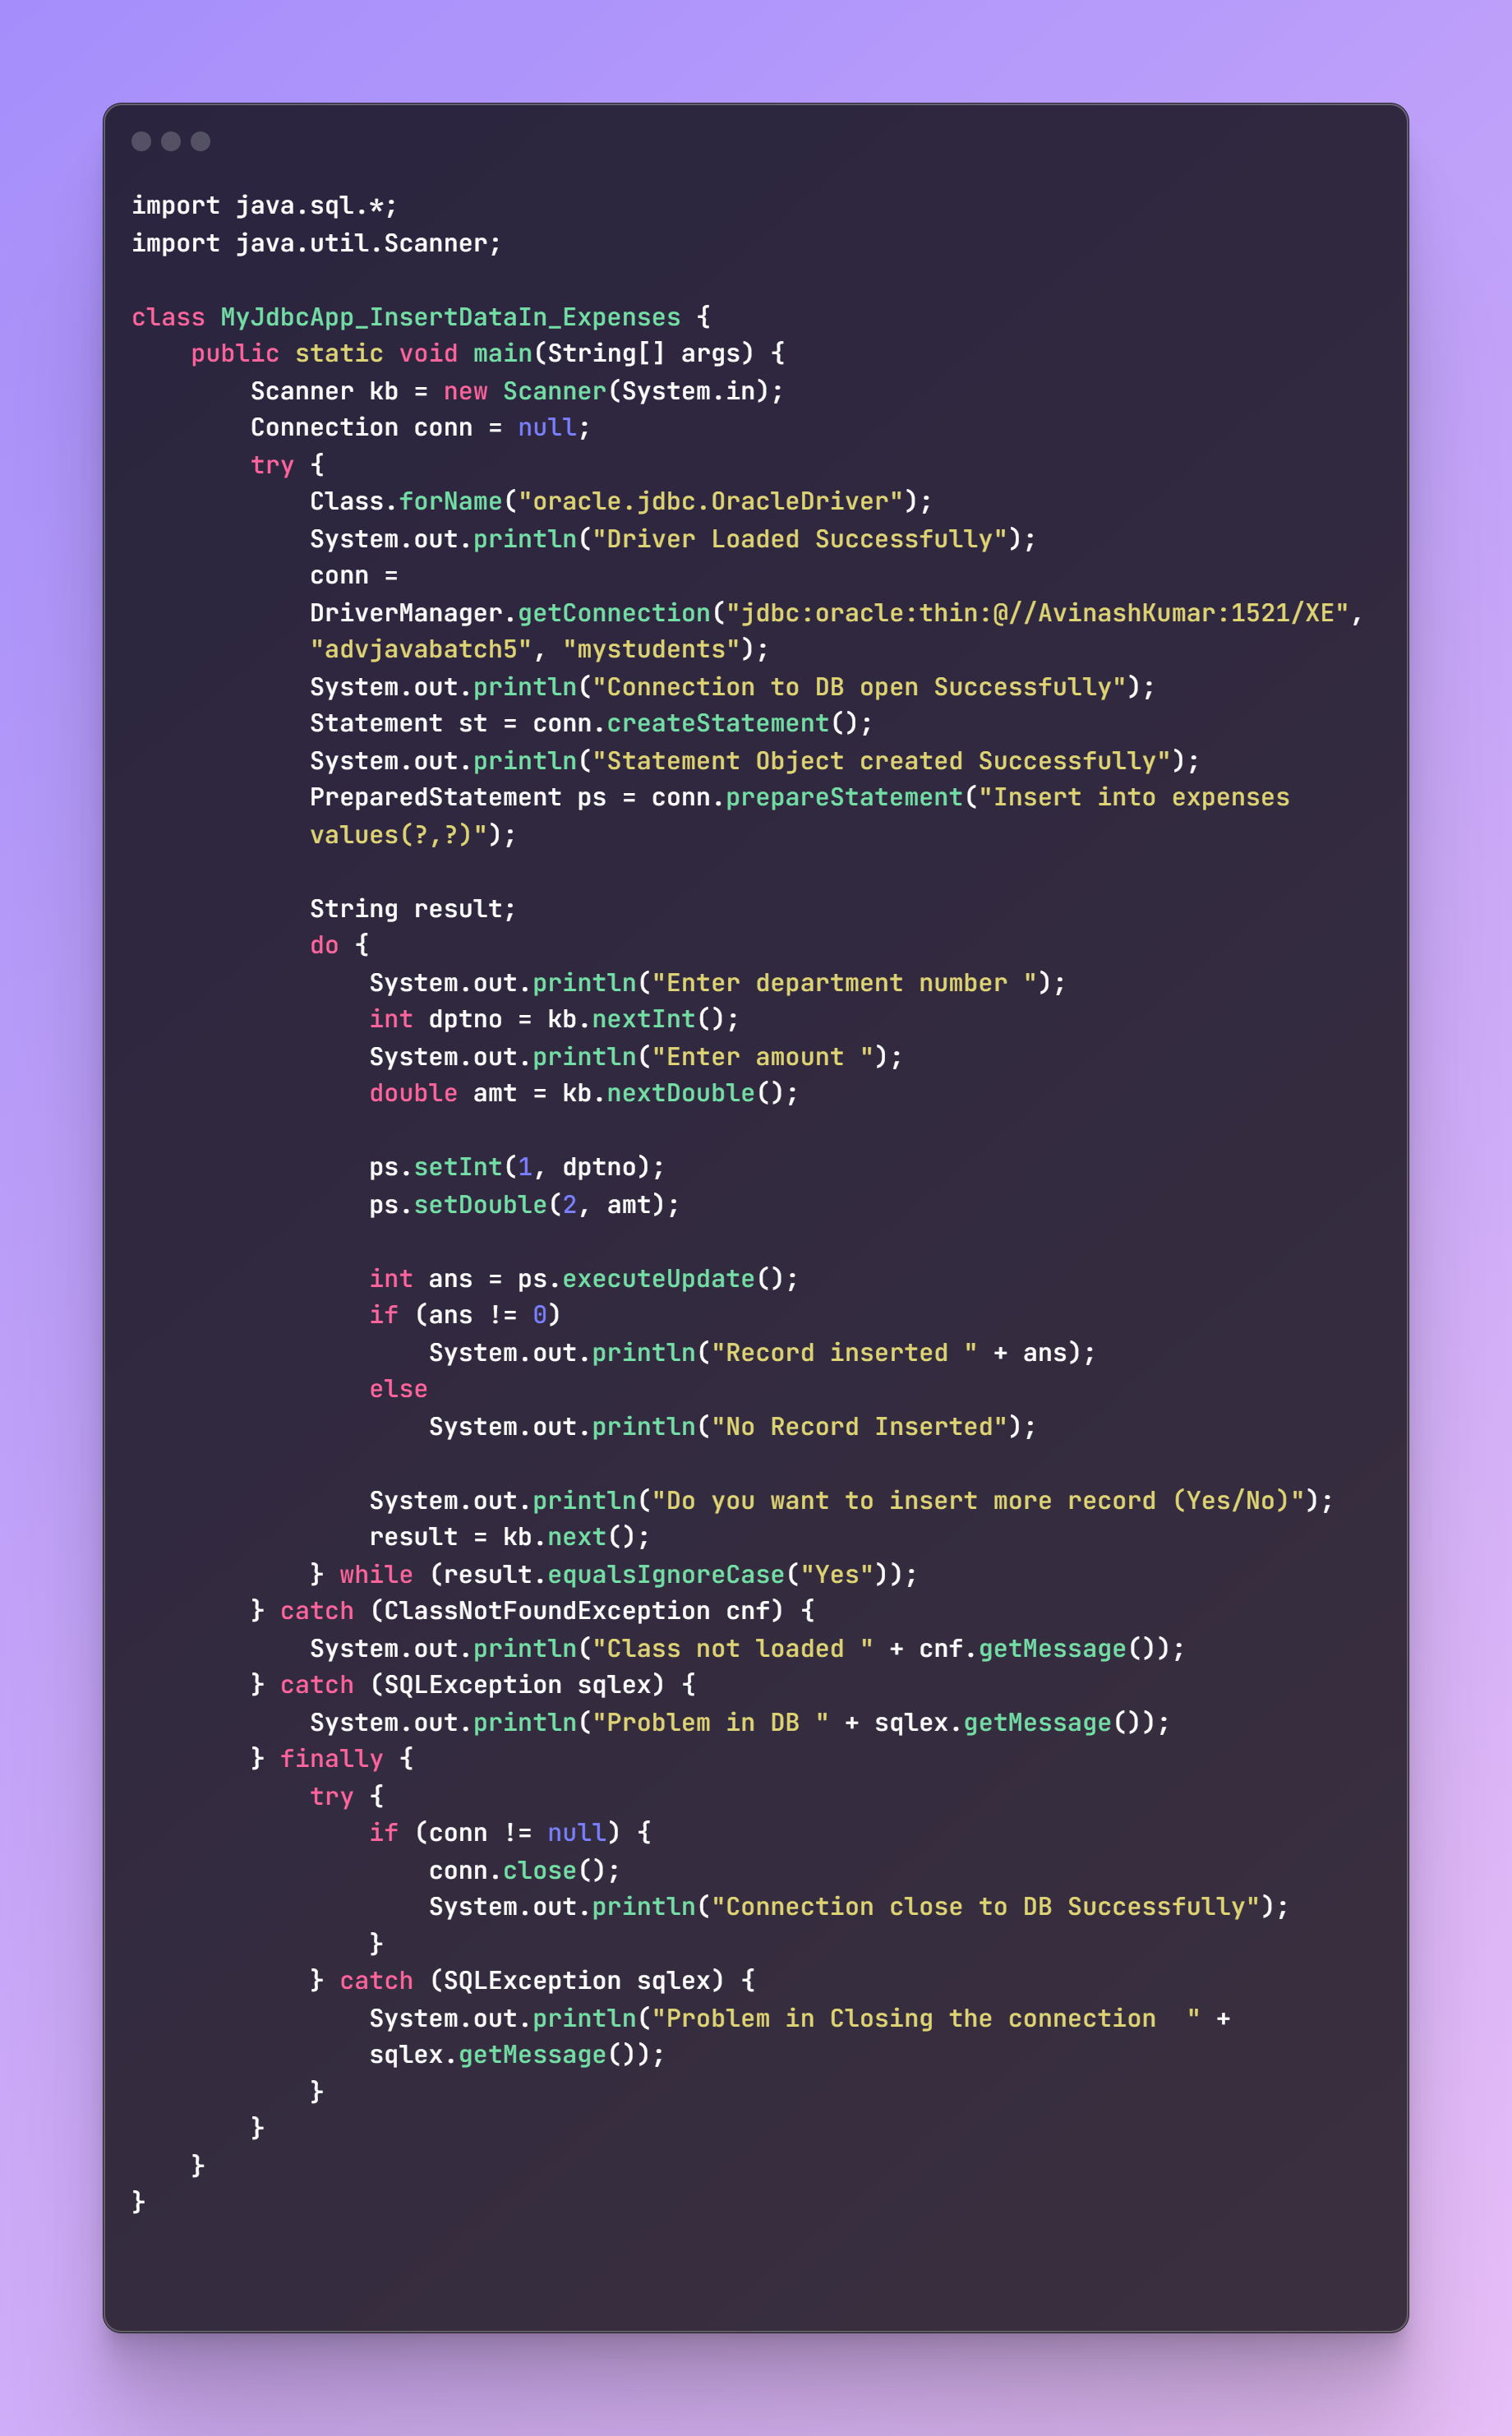 import java.sql.*;
import java.util.Scanner;

class MyJdbcApp_InsertDataIn_Expenses {
    public static void main(String[] args) {
        Scanner kb = new Scanner(System.in);
        Connection conn = null;
        try {
            Class.forName("oracle.jdbc.OracleDriver");
            System.out.println("Driver Loaded Successfully");
            conn =
            DriverManager.getConnection("jdbc:oracle:thin:@//AvinashKumar:1521/XE",
            "advjavabatch5", "mystudents");
            System.out.println("Connection to DB open Successfully");
            Statement st = conn.createStatement();
            System.out.println("Statement Object created Successfully");
            PreparedStatement ps = conn.prepareStatement("Insert into expenses
            values(?,?)");

            String result;
            do {
                System.out.println("Enter department number ");
                int dptno = kb.nextInt();
                System.out.println("Enter amount ");
                double amt = kb.nextDouble();

                ps.setInt(1, dptno);
                ps.setDouble(2, amt);

                int ans = ps.executeUpdate();
                if (ans != 0)
                    System.out.println("Record inserted " + ans);
                else
                    System.out.println("No Record Inserted");

                System.out.println("Do you want to insert more record (Yes/No)");
                result = kb.next();
            } while (result.equalsIgnoreCase("Yes"));
        } catch (ClassNotFoundException cnf) {
            System.out.println("Class not loaded " + cnf.getMessage());
        } catch (SQLException sqlex) {
            System.out.println("Problem in DB " + sqlex.getMessage());
        } finally {
            try {
                if (conn != null) {
                    conn.close();
                    System.out.println("Connection close to DB Successfully");
                }
            } catch (SQLException sqlex) {
                System.out.println("Problem in Closing the connection  " +
                sqlex.getMessage());
            }
        }
    }
}